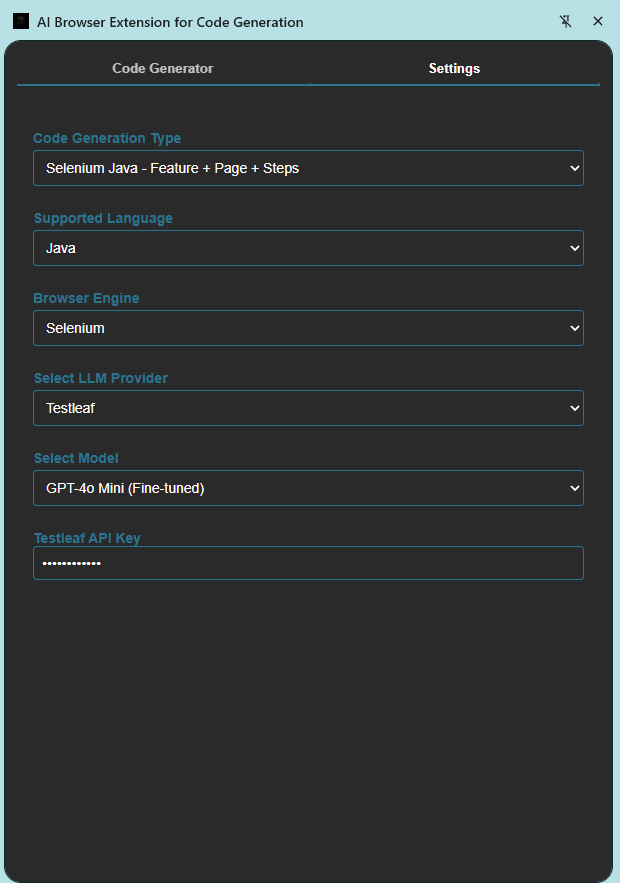 AI Browser Extension for Code Generation
Code Generator
Settings
Code Generation Type
Selenium Java - Feature + Page + Steps
Supported Language
Java
Browser Engine
Selenium
Select LLM Provider
Testleaf
Select Model
GPT-4o Mini (Fine-tuned)
Testleaf API Key
••••••••••••